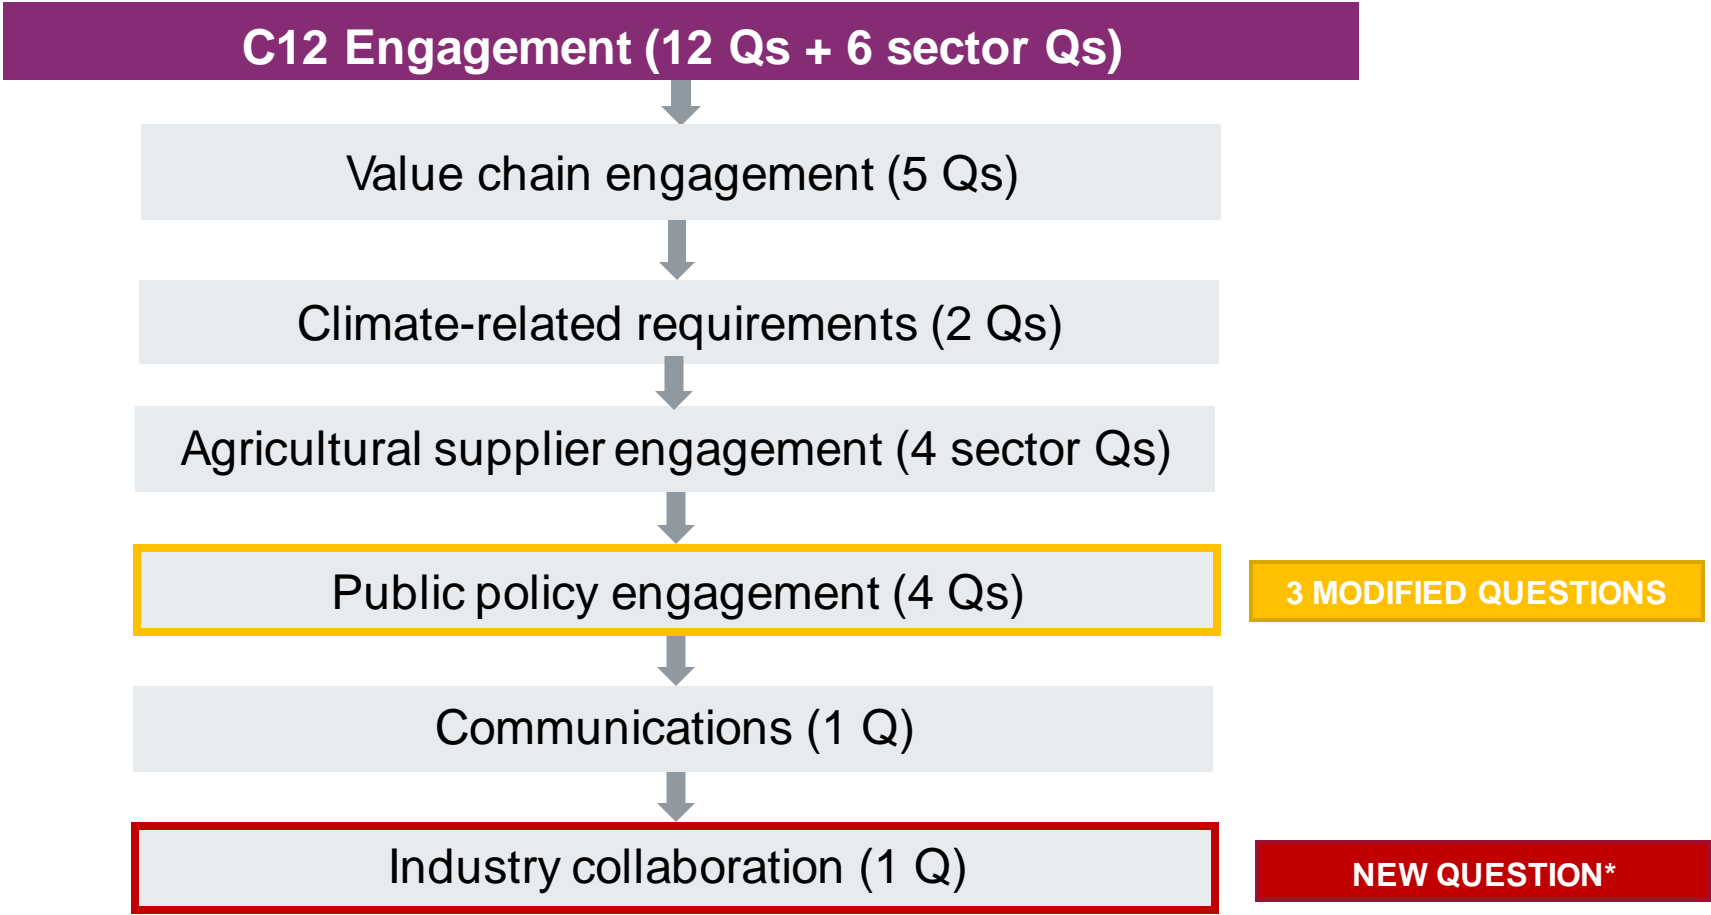 C12 Engagement (12 Qs + 6 sector Qs)
Value chain engagement (5 Qs)
Climate-related requirements (2 Qs)
Agricultural supplier engagement (4 sector Qs)
Public policy engagement (4 Qs)
3 MODIFIED QUESTIONS
Communications (1 Q)
Industry collaboration (1 Q)
NEW QUESTION*